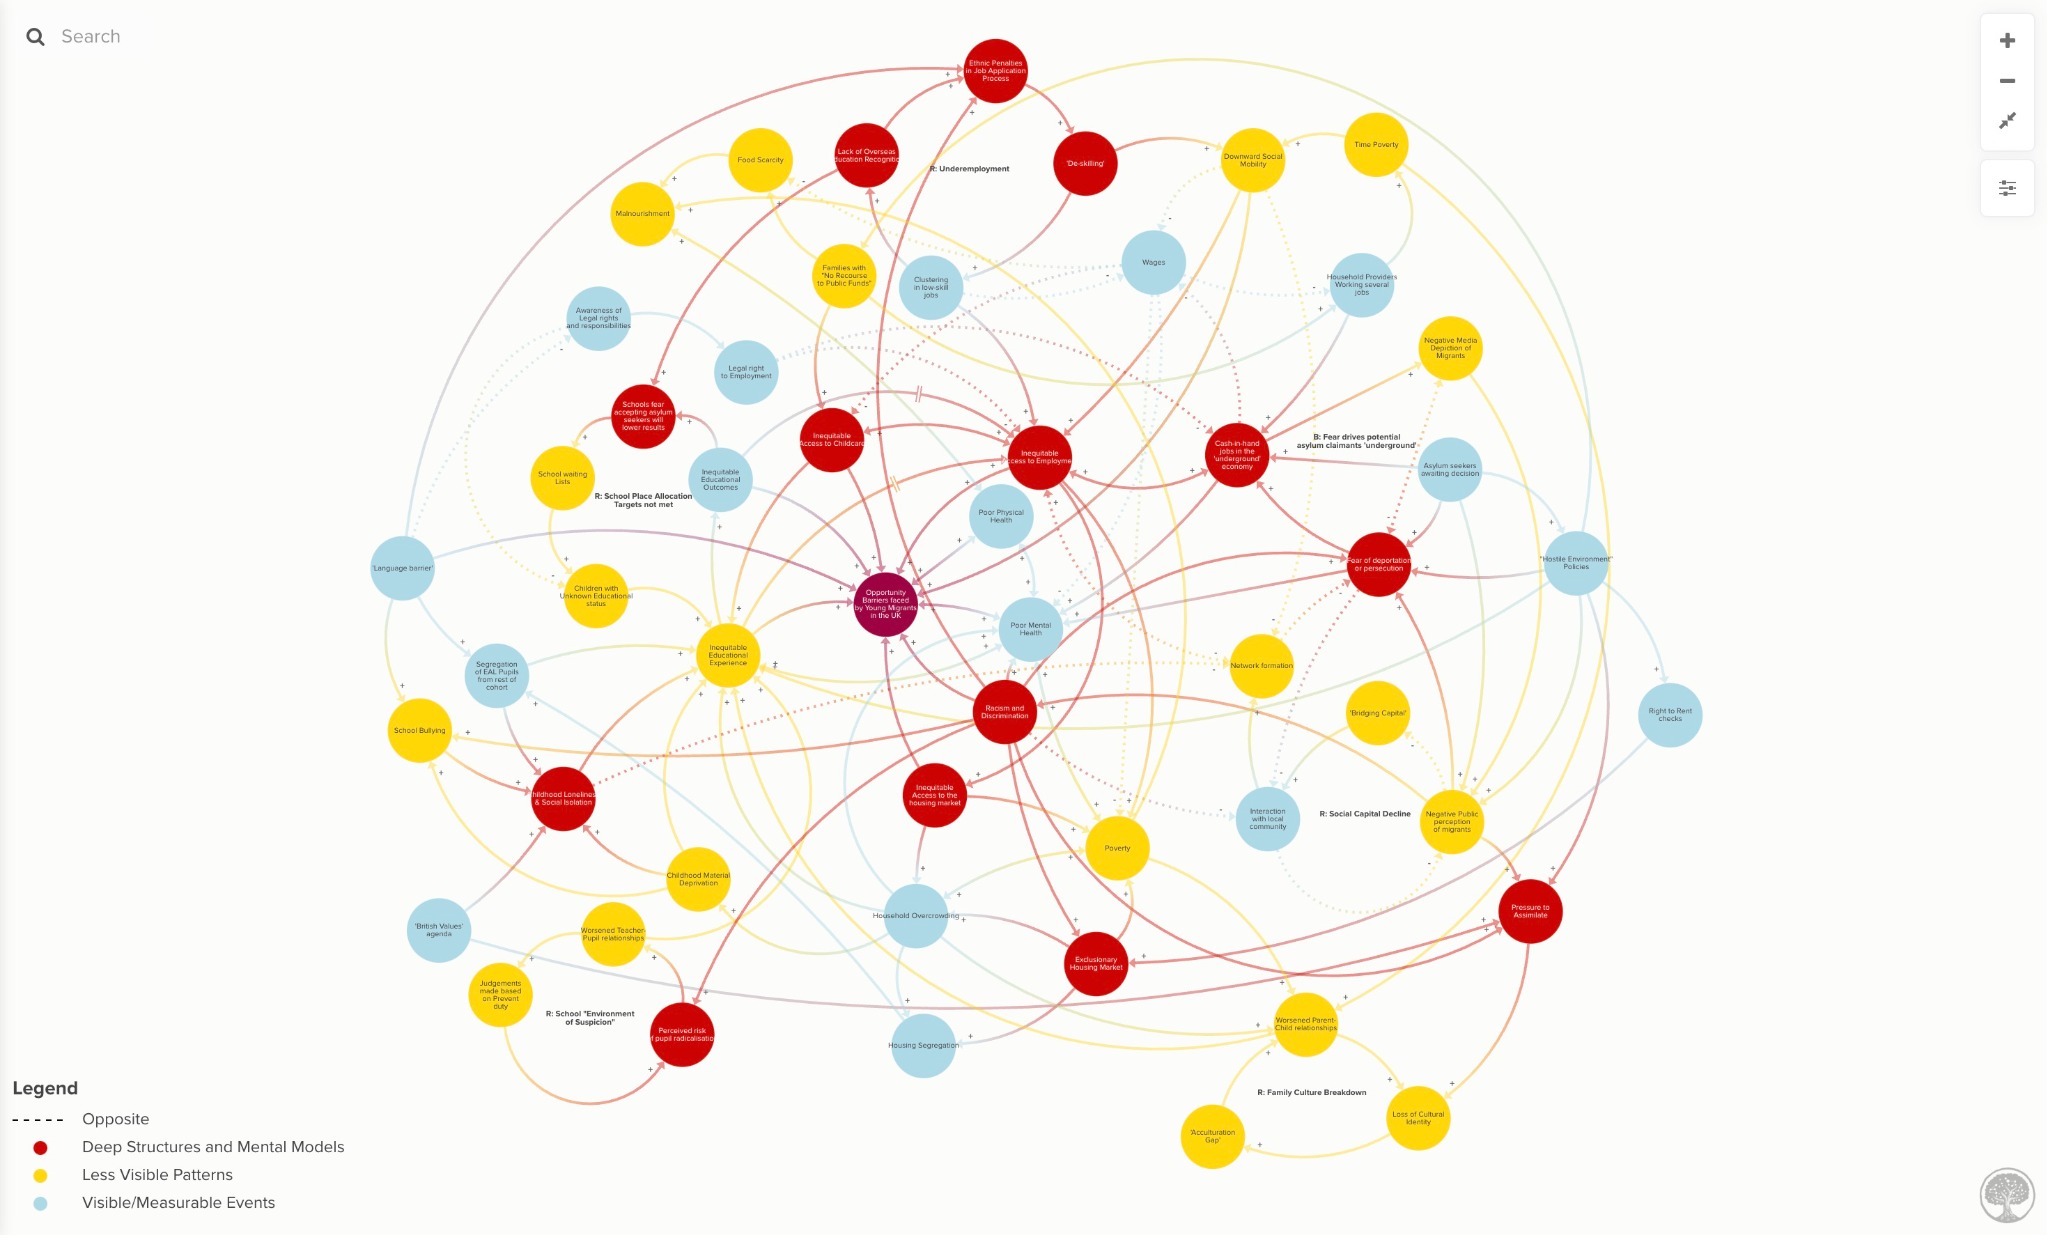 Search
Ethnic Penalties
in Job Application
Process
Lack of Overseas
ducation Recognitic
R: Underemployment
'De-skilling'
Food Scarcity
Downward Social
Mobility
Time Poverty
Malnourishment
Families with
"No Recourse
to Public Funds"
Clustering
in low skill
jobs
Wages
Household Providers
Working several
jobs
Awareness of
Legal rights
and responsibilities
Legal right
to Employment
Negative Media
Depiction of
Migrants
Schools fear
accepting asylum
seekers will
lower results
Inequitable
Access to Childcare
Inequitable
ccess to Employme
Cash-in-hand
jobs in the
'underground'
economy
B: Fear drives potential
asylum claimants 'underground'
Asylum seekers
awaiting decision
School waiting
Lists
R: School Place Allocation
Targets not met
Inequitable
Educational
Outcomes
Poor Physical
Health
'Language barrier'
Children with
Unknown Educational
status
Opportunity
Barriers faced
by Young Migrants
in the UK
Poor Mental
Health
Fear of deportation
or persecution
"Hostile Environment"
Policies
Inequitable
Educational
Experience
Segregation
of EAL Pupils
from rest of
cohort
Network formation
School Bullying
Racism and
Discrimination
'Bridging Capital'
Right to Rent
checks
hildhood Lonelines
& Social Isolation
Inequitable
Access to the
housing market
Interaction
with local
community
R: Social Capital Decline
Negative Public
perception
of migrants
Poverty
Childhood Material
Deprivation
'British Values'
agenda
Worsened Teacher-
Pupil relationships
Household Overcrowding
Pressure to
Assimilate
Judgements
made based
on Prevent
duty
R: School "Environment
of Suspicion"
Perceived risk
f pupil radicalisatio
Exclusionary
Housing Market
Housing Segregation
Worsened Parent-
Child relationships
R: Family Culture Breakdown
'Acculturation
Gap'
Loss of Cultural
Identity
Legend
Opposite
Deep Structures and Mental Models
Less Visible Patterns
Visible/Measurable Events